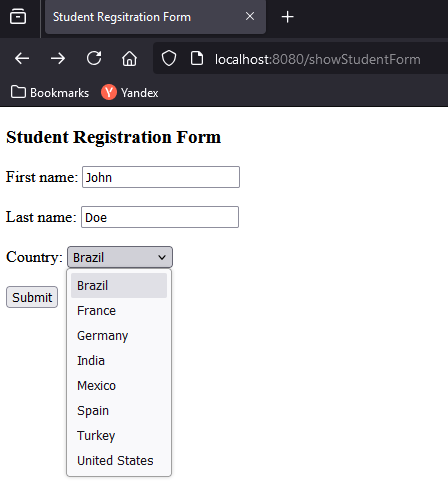 Student Regsitration Form
localhost:8080/showStudentForm
Bookmarks Yandex
Student Registration Form
First name: John
Last name: Doe
Country: Brazil
Brazil
Submit
France
Germany
India
Mexico
Spain
Turkey
United States